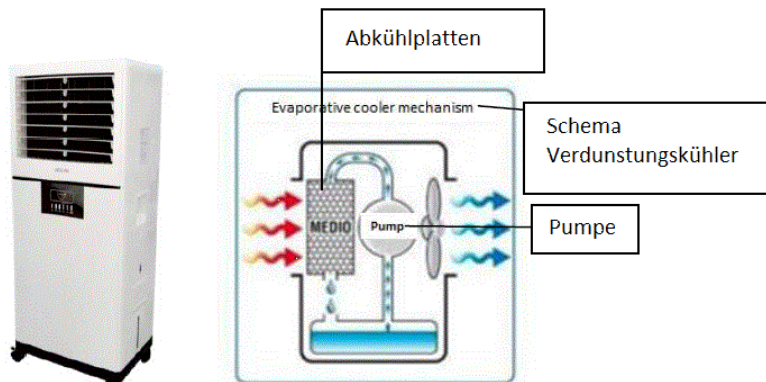 Abkühlplatten
Evaporative cooler mechanism
Schema
Verdunstungskühler
MEDIO
Pump
Pumpe